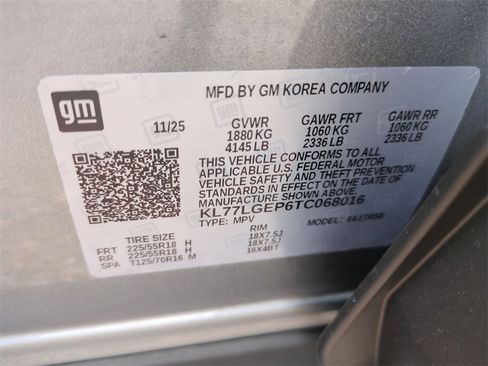 gm
MFD BY GM KOREA COMPANY
11/25 GVWR GAWR FRT GAWR RR
1880 KG 1060 KG 1060 KG
4145 LB 2336 LB 2336 LB
THIS VEHICLE CONFORMS TO ALL
APPLICABLE U.S. FEDERAL MOTOR
VEHICLE SAFETY AND THEFT PREVENTION
STANDARDS IN EFFECT ON THE DATE OF
MANUFACTURE SHOWN ABOVE.
KL77LGEP6TC068016
TYPE: MPV MODEL:
TIRE SIZE RIM
FRT 225/55R18 H 18X7.5J
RR 225/55R18 H 18X7.5J
SPA T125/70R16 M 16X4BT